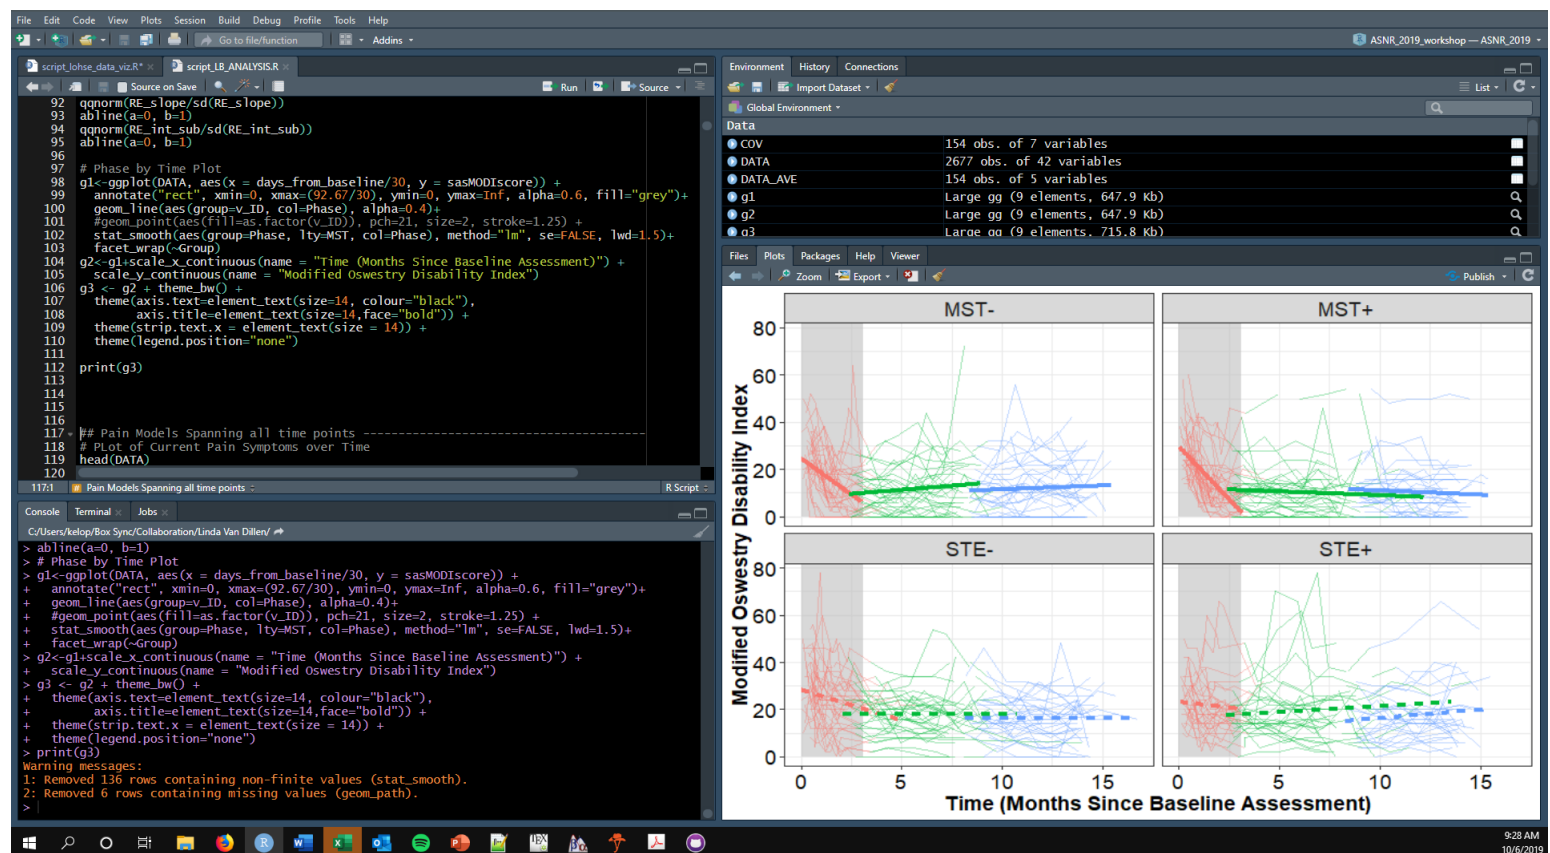 File Edit Code View Plots Session Build Debug Profile Tools Help
Go to file/function Addins
ASNR_2019_workshop — ASNR_2019
script_lohse_data_viz.R* script_LB_ANALYSIS.R
Source on Save Run Source
92 qqnorm(RE_slope/sd(RE_slope))
93 abline(a=0, b=1)
94 qqnorm(RE_int_sub/sd(RE_int_sub))
95 abline(a=0, b=1)
96
97 # Phase by Time Plot
98 g1<-ggplot(DATA, aes(x = days_from_baseline/30, y = sasMODIscore)) +
99 annotate("rect", xmin=0, xmax=(92.67/30), ymin=0, ymax=Inf, alpha=0.6, fill="grey")+
100 geom_line(aes(group=v_ID, col=Phase), alpha=0.4)+
101 #geom_point(aes(fill=as.factor(v_ID)), pch=21, size=2, stroke=1.25) +
102 stat_smooth(aes(group=Phase, lty=MST, col=Phase), method="lm", se=FALSE, lwd=1.5)+
103 facet_wrap(~Group)
104 g2<-g1+scale_x_continuous(name = "Time (Months Since Baseline Assessment)") +
105 scale_y_continuous(name = "Modified Oswestry Disability Index")
106 g3 <- g2 + theme_bw() +
107 theme(axis.text=element_text(size=14, colour="black"),
108 axis.title=element_text(size=14,face="bold")) +
109 theme(strip.text.x = element_text(size = 14)) +
110 theme(legend.position="none")
111
112 print(g3)
113
114
115
116
117 ## Pain Models Spanning all time points ----------------------------------------
118 # PLot of Current Pain Symptoms over Time
119 head(DATA)
120
117:1 # Pain Models Spanning all time points R Script
Console Terminal Jobs
C:/Users/kelop/Box Sync/Collaboration/Linda Van Dillen/
> abline(a=0, b=1)
> # Phase by Time Plot
> g1<-ggplot(DATA, aes(x = days_from_baseline/30, y = sasMODIscore)) +
+ annotate("rect", xmin=0, xmax=(92.67/30), ymin=0, ymax=Inf, alpha=0.6, fill="grey")+
+ geom_line(aes(group=v_ID, col=Phase), alpha=0.4)+
+ #geom_point(aes(fill=as.factor(v_ID)), pch=21, size=2, stroke=1.25) +
+ stat_smooth(aes(group=Phase, lty=MST, col=Phase), method="lm", se=FALSE, lwd=1.5)+
+ facet_wrap(~Group)
> g2<-g1+scale_x_continuous(name = "Time (Months Since Baseline Assessment)") +
+ scale_y_continuous(name = "Modified Oswestry Disability Index")
> g3 <- g2 + theme_bw() +
+ theme(axis.text=element_text(size=14, colour="black"),
+ axis.title=element_text(size=14,face="bold")) +
+ theme(strip.text.x = element_text(size = 14)) +
+ theme(legend.position="none")
> print(g3)
Warning messages:
1: Removed 136 rows containing non-finite values (stat_smooth).
2: Removed 6 rows containing missing values (geom_path).
>
Environment History Connections
Import Dataset List
Global Environment
Data
COV 154 obs. of 7 variables
DATA 2677 obs. of 42 variables
DATA_AVE 154 obs. of 5 variables
g1 Large gg (9 elements, 647.9 Kb)
g2 Large gg (9 elements, 647.9 Kb)
g3 Large gg (9 elements, 715.8 Kb)
Files Plots Packages Help Viewer
Zoom Export Publish
MST- MST+
80
60
40
20
0
STE- STE+
80
60
40
20
0
Modified Oswestry Disability Index
0 5 10 15 0 5 10 15
Time (Months Since Baseline Assessment)
9:28 AM
10/6/2019